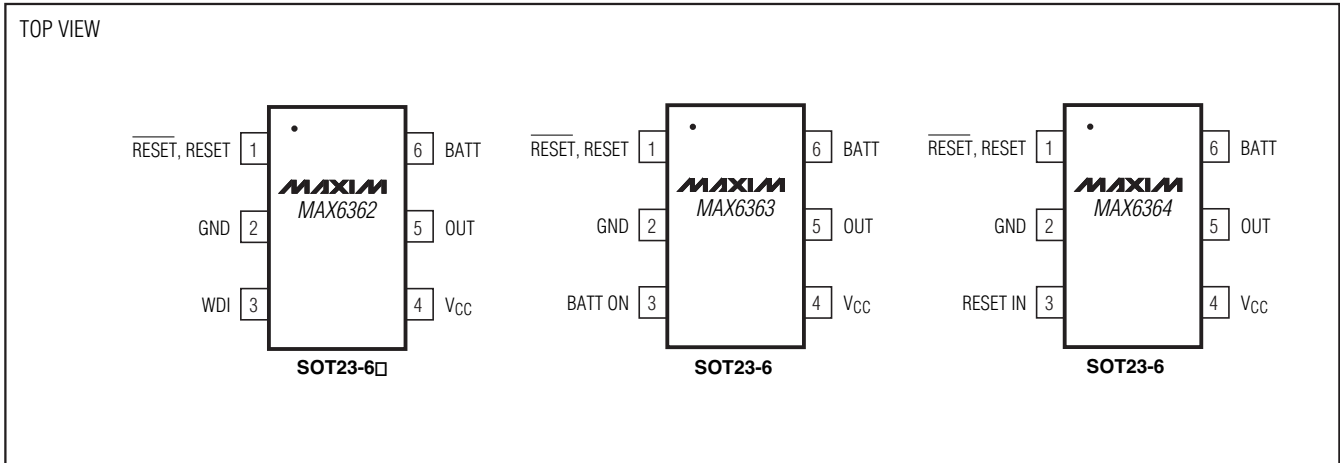 TOP VIEW
RESET, RESET 1
6 BATT
MAXIM
MAX6362
GND 2
5 OUT
WDI 3
4 VCC
SOT23-6□
RESET, RESET 1
6 BATT
MAXIM
MAX6363
GND 2
5 OUT
BATT ON 3
4 VCC
SOT23-6
RESET, RESET 1
6 BATT
MAXIM
MAX6364
GND 2
5 OUT
RESET IN 3
4 VCC
SOT23-6